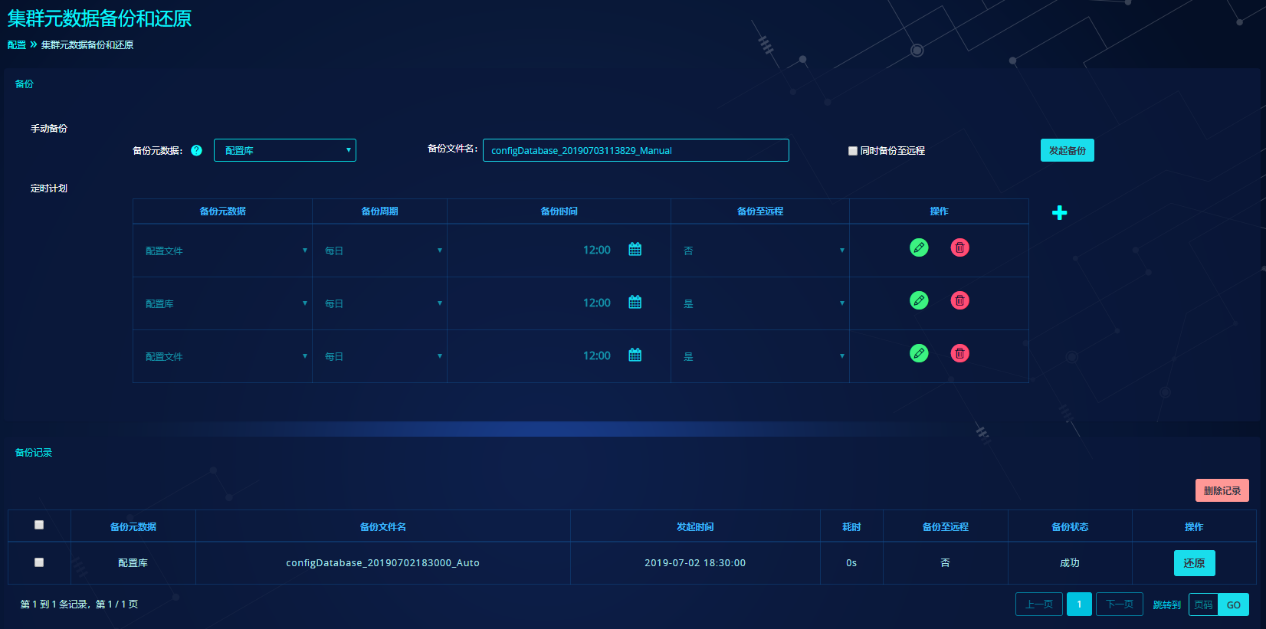 集群元数据备份和还原
配置 » 集群元数据备份和还原
备份
手动备份
备份元数据: ? 配置库 备份文件名: configDatabase_20190703113829_Manual 同时备份至远程 发起备份
定时计划
备份元数据 备份周期 备份时间 备份至远程 操作
配置文件 每日 12:00 否
配置库 每日 12:00 是
配置文件 每日 12:00 是
备份记录
删除记录
备份元数据 备份文件名 发起时间 耗时 备份至远程 备份状态 操作
配置库 configDatabase_20190702183000_Auto 2019-07-02 18:30:00 0s 否 成功 还原
第 1 到 1 条记录，第 1 / 1 页 上一页 1 下一页 跳转到 页码 GO